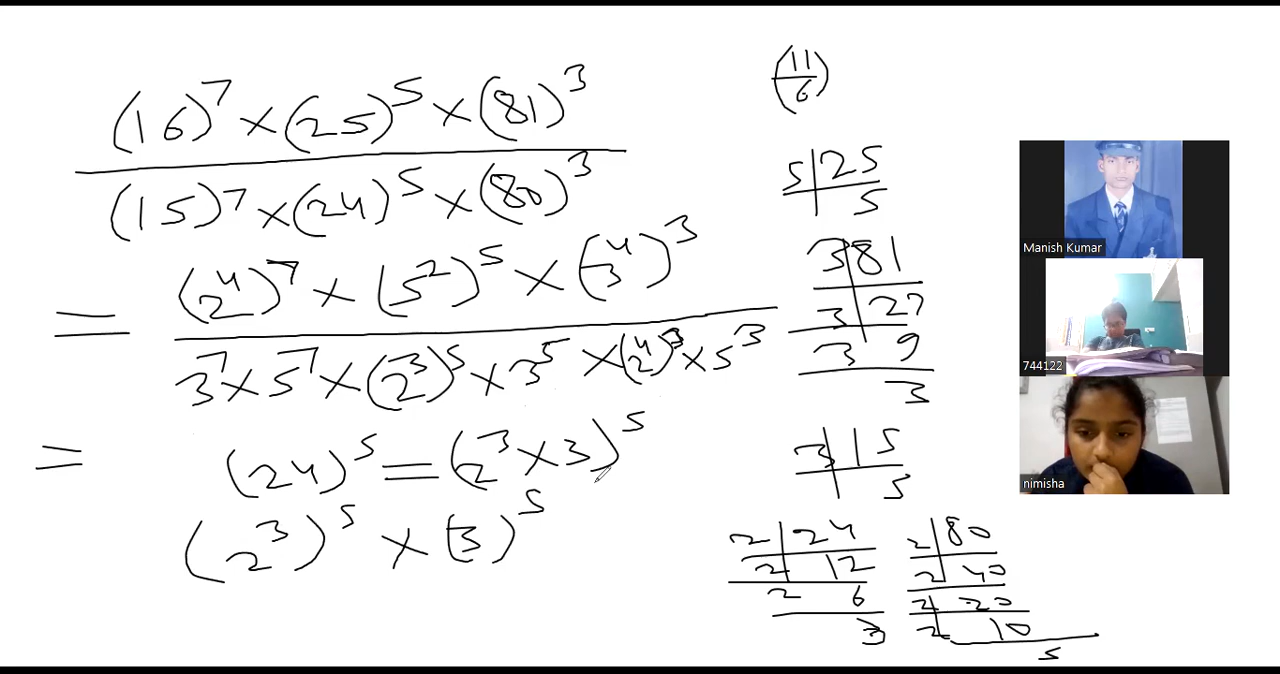 (16)^7 × (25)^5 × (81)^3
(15)^7 × (24)^5 × (80)^3
= (2^4)^7 × (5^2)^5 × (3^4)^3
3^7 × 5^7 × (2^3)^5 × 3^5 × (2^4)^3 × 5^3
= (24)^5 = (2^3 × 3)^5
(2^3)^5 × (3)^5
(11/6)
5 | 25
5
3 | 81
3 | 27
3 9
3
3 | 15
5
2 | 24
2 | 12
2 6
3
2 | 80
2 | 40
2 | 20
2 | 10
5
Manish Kumar
744122
nimisha